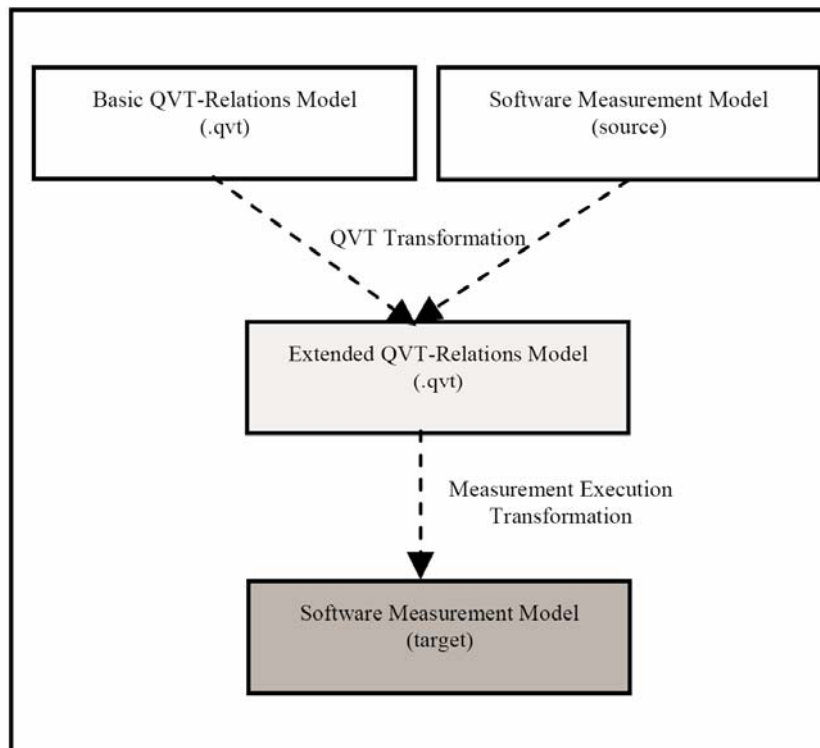 Basic QVT-Relations Model
(.qvt)
Software Measurement Model
(source)
QVT Transformation
Extended QVT-Relations Model
(.qvt)
Measurement Execution
Transformation
Software Measurement Model
(target)